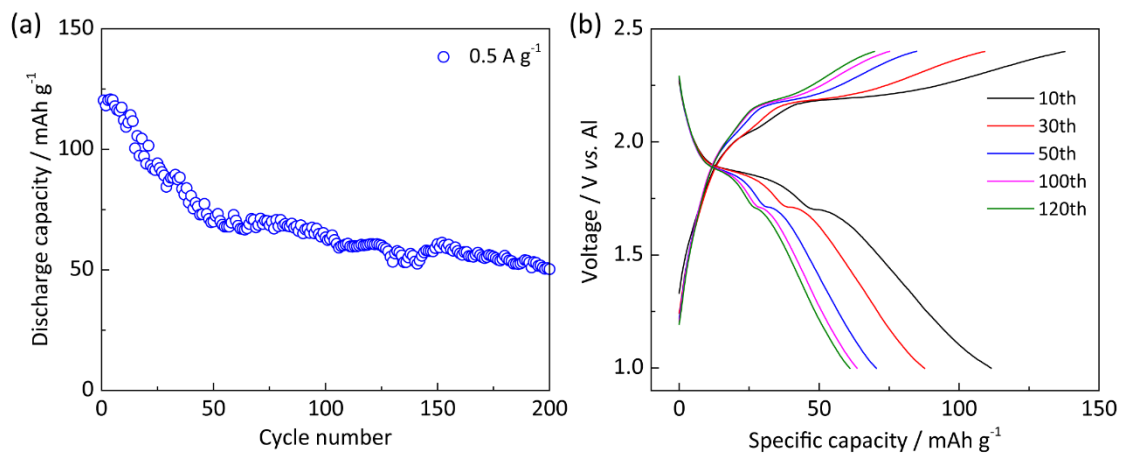 (a)
150
100
50
0
0 50 100 150 200
Discharge capacity / mAh g⁻¹
Cycle number
0.5 A g⁻¹
(b)
2.5
2.0
1.5
1.0
0 50 100 150
Voltage / V vs. Al
Specific capacity / mAh g⁻¹
10th
30th
50th
100th
120th